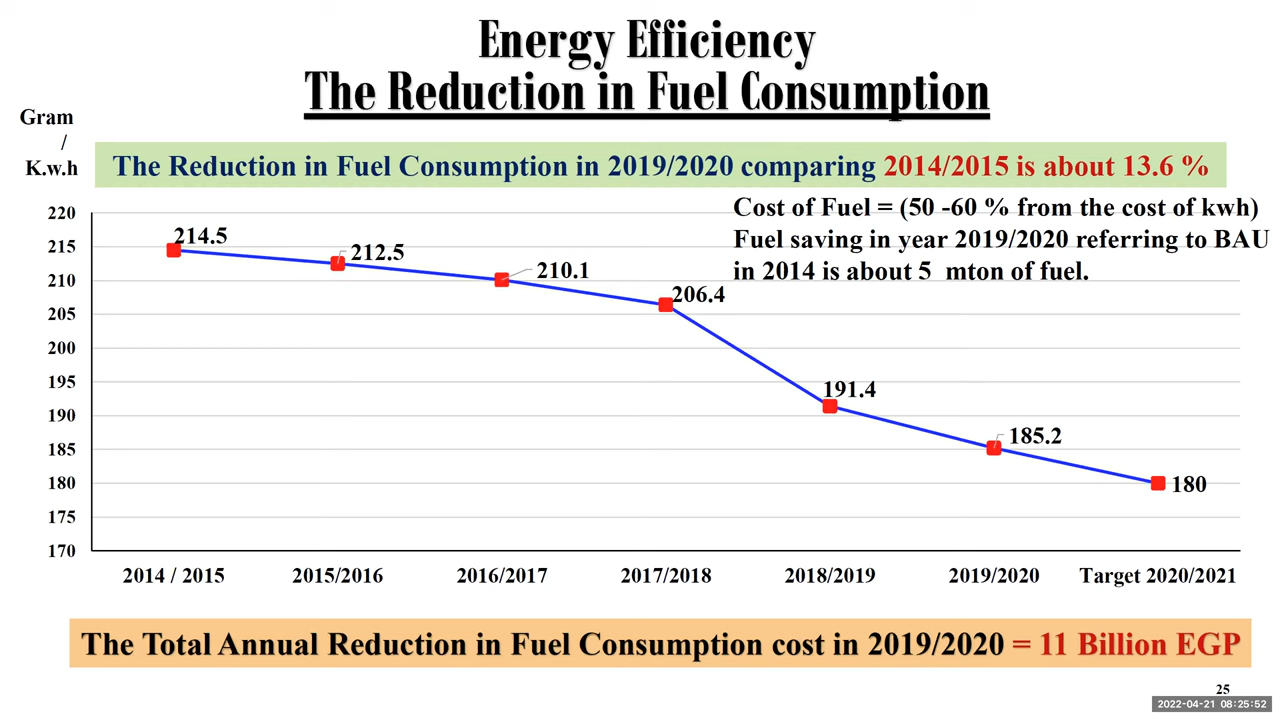 Energy Efficiency
The Reduction in Fuel Consumption
Gram
/
K.w.h
The Reduction in Fuel Consumption in 2019/2020 comparing 2014/2015 is about 13.6 %
Cost of Fuel = (50 -60 % from the cost of kwh)
Fuel saving in year 2019/2020 referring to BAU
in 2014 is about 5 mton of fuel.
220
215
210
205
200
195
190
185
180
175
170
214.5
212.5
210.1
206.4
191.4
185.2
180
2014 / 2015
2015/2016
2016/2017
2017/2018
2018/2019
2019/2020
Target 2020/2021
The Total Annual Reduction in Fuel Consumption cost in 2019/2020 = 11 Billion EGP
25
2022-04-21 08:25:52